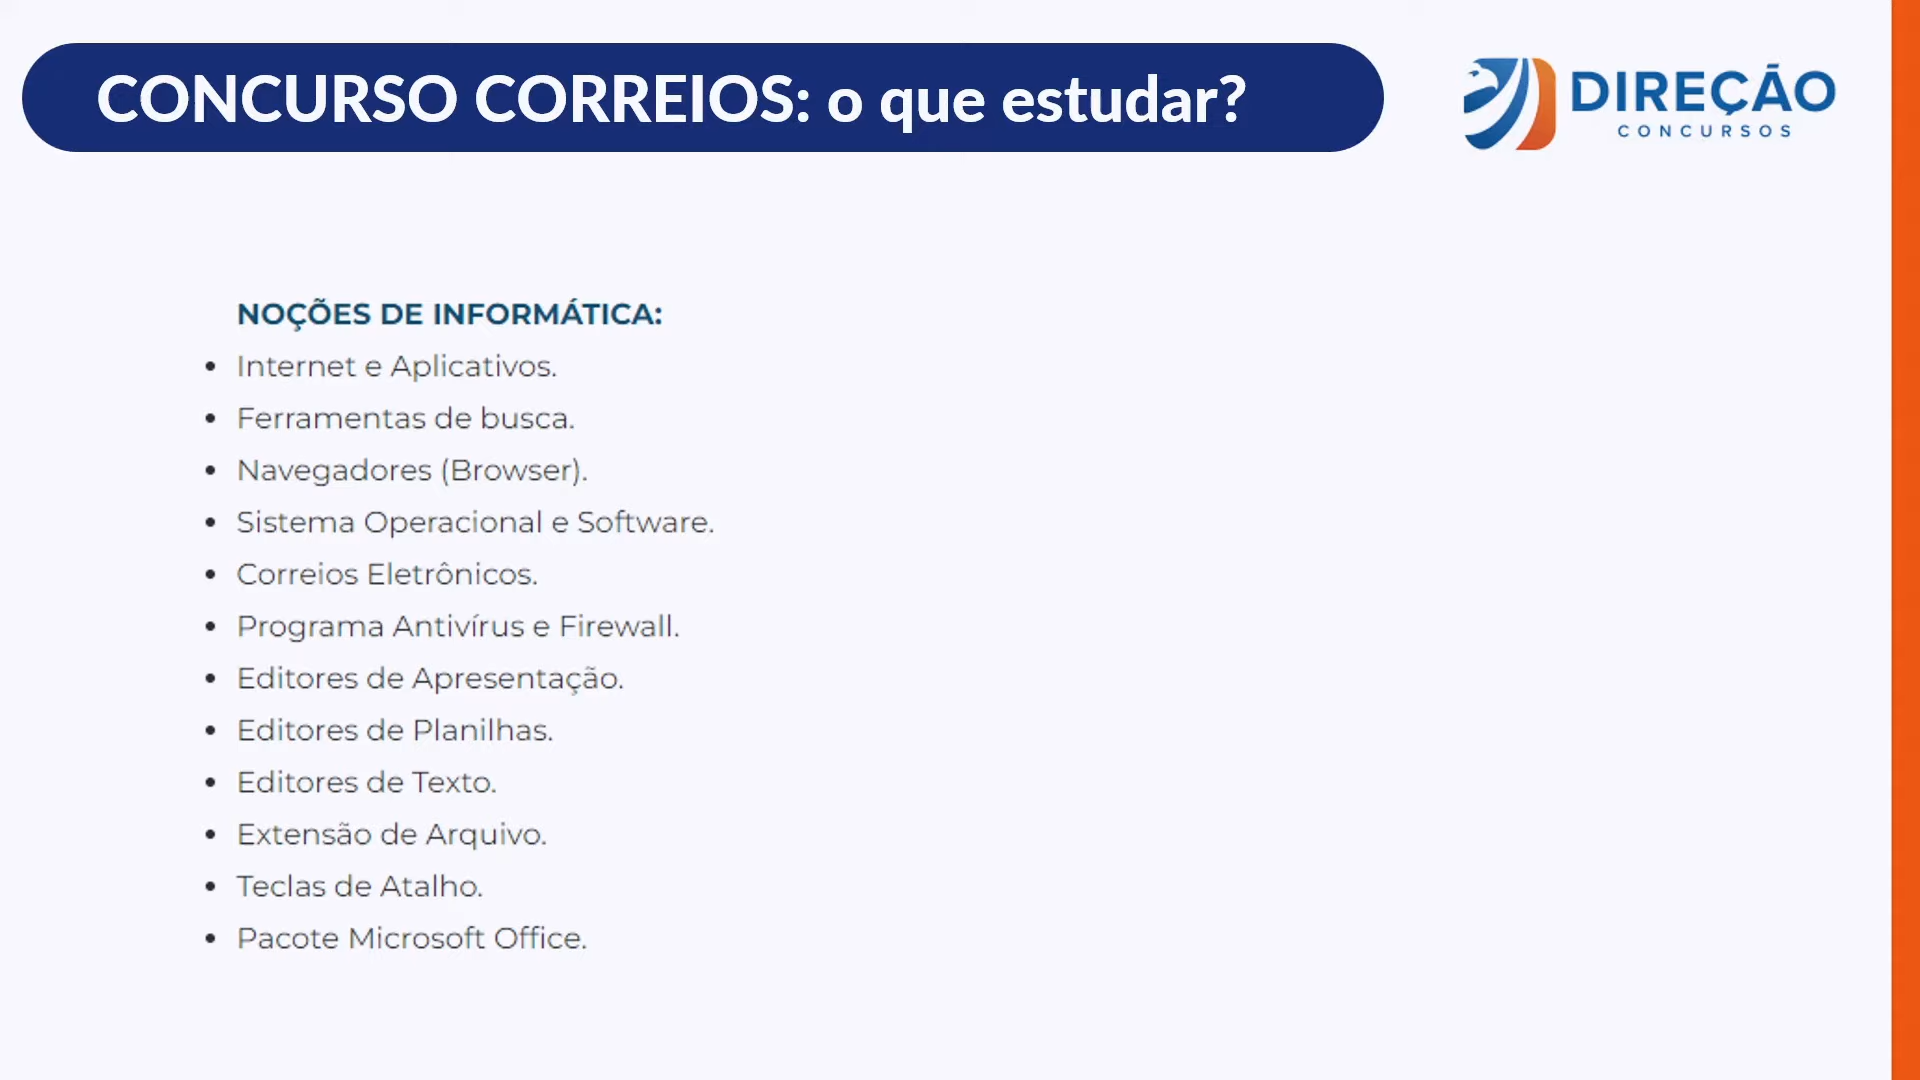 CONCURSO CORREIOS: o que estudar?
DIREÇÃO
CONCURSOS
NOÇÕES DE INFORMÁTICA:
• Internet e Aplicativos.
• Ferramentas de busca.
• Navegadores (Browser).
• Sistema Operacional e Software.
• Correios Eletrônicos.
• Programa Antivírus e Firewall.
• Editores de Apresentação.
• Editores de Planilhas.
• Editores de Texto.
• Extensão de Arquivo.
• Teclas de Atalho.
• Pacote Microsoft Office.